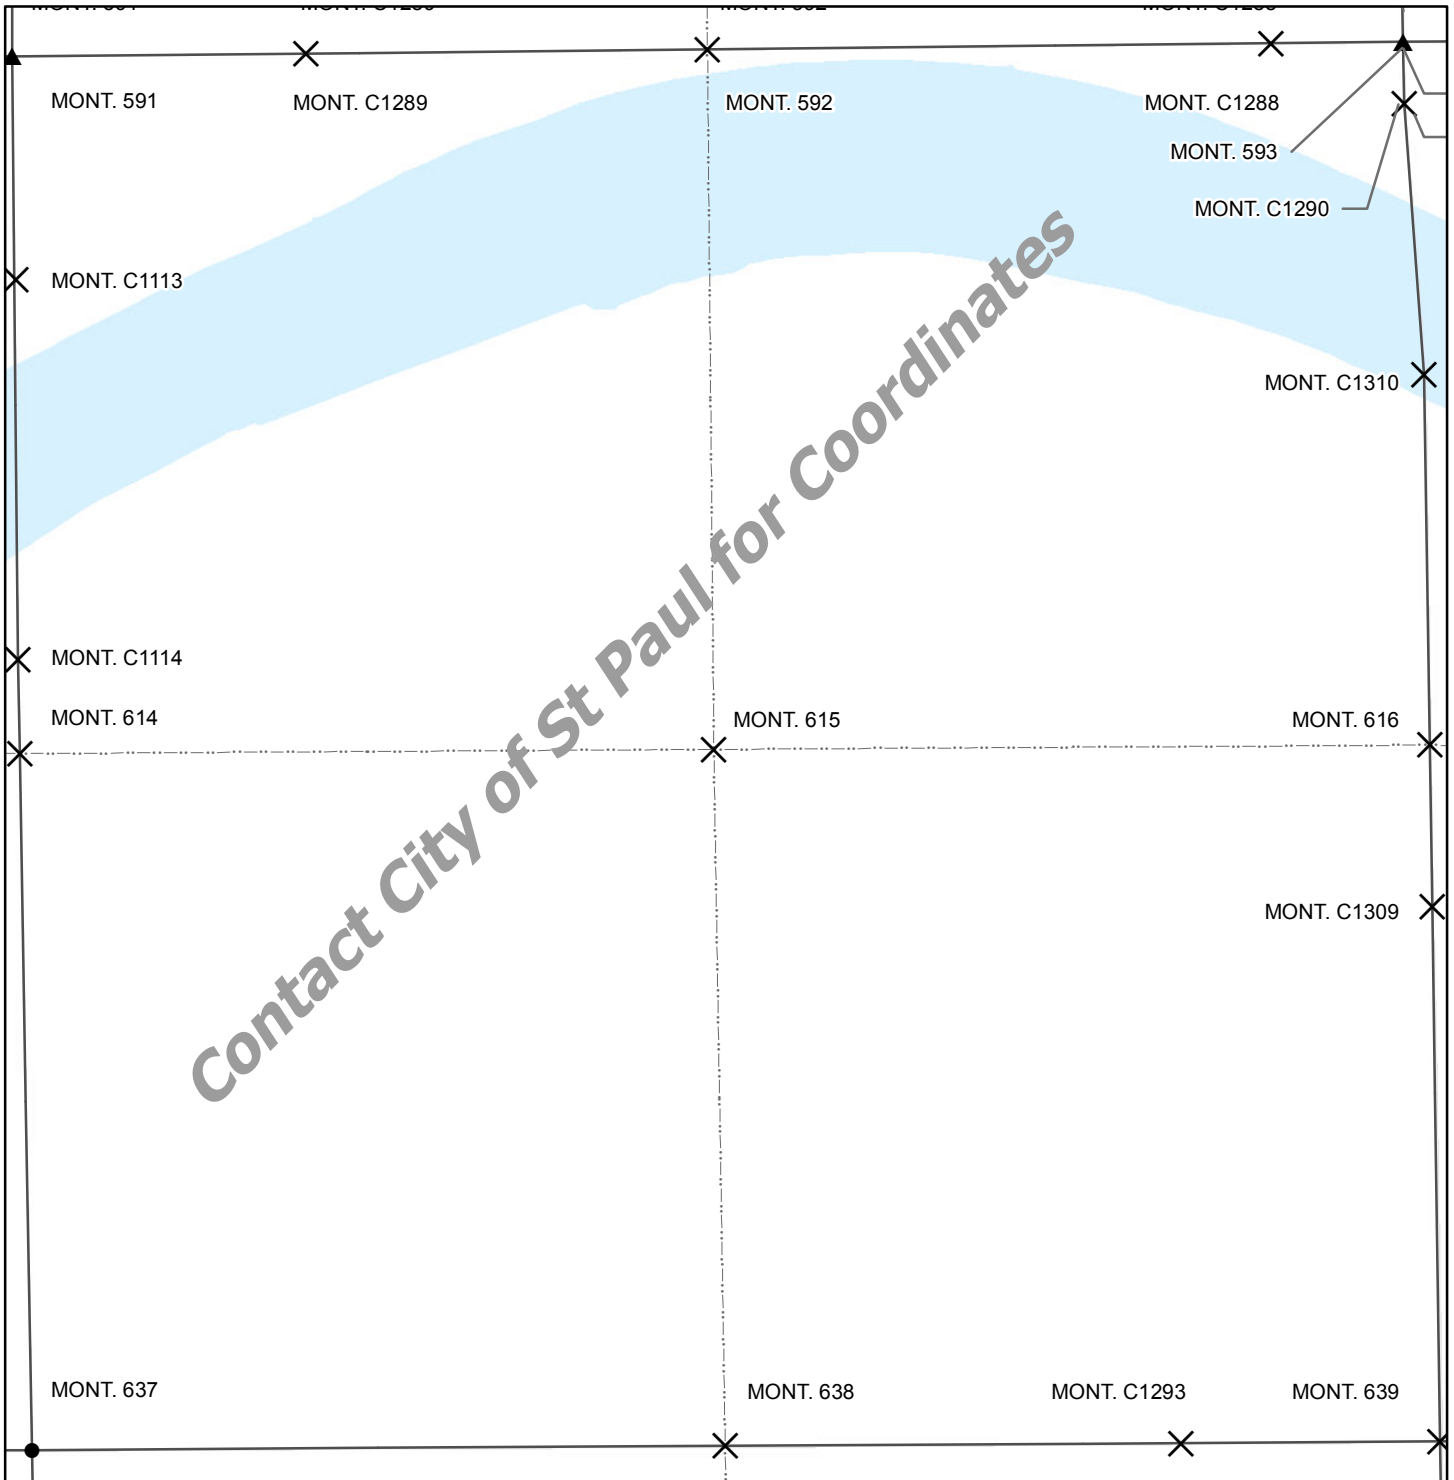 MONT. 591
MONT. C1289
MONT. 592
MONT. C1288
MONT. 593
MONT. C1290
MONT. C1113
MONT. C1310
Contact City of St Paul for Coordinates
MONT. C1114
MONT. 614
MONT. 615
MONT. 616
MONT. C1309
MONT. 637
MONT. 638
MONT. C1293
MONT. 639